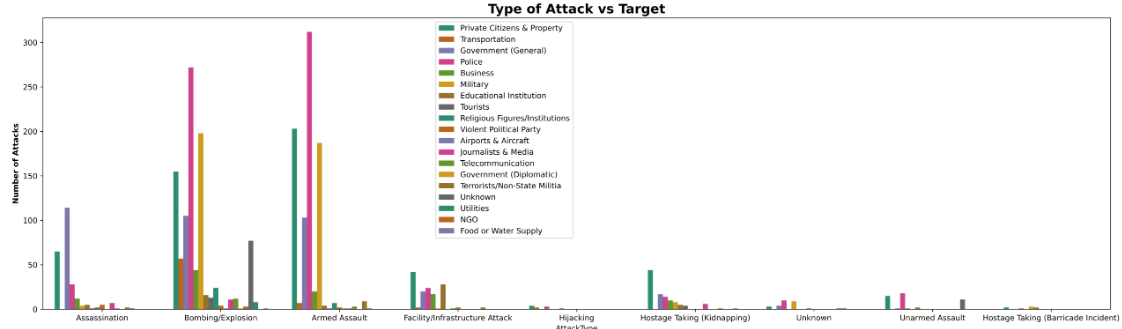 Type of Attack vs Target
Number of Attacks
300
250
200
150
100
50
0
Private Citizens & Property
Transportation
Government (General)
Police
Business
Military
Educational Institution
Tourists
Religious Figures/Institutions
Violent Political Party
Airports & Aircraft
Journalists & Media
Telecommunication
Government (Diplomatic)
Terrorists/Non-State Militia
Unknown
Utilities
NGO
Food or Water Supply
Assassination Bombing/Explosion Armed Assault Facility/Infrastructure Attack Hijacking Hostage Taking (Kidnapping) Unknown Unarmed Assault Hostage Taking (Barricade Incident)
AttackType